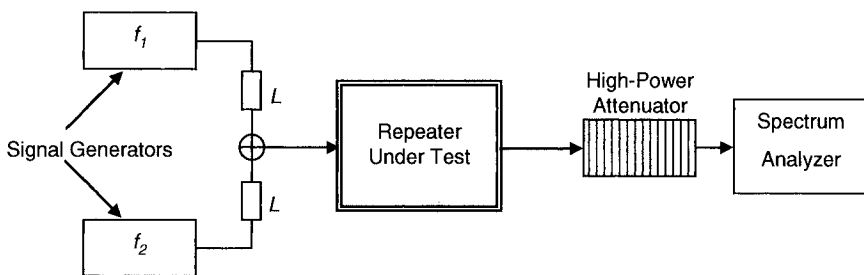 f1
L
Signal Generators
L
f2
Repeater
Under Test
High-Power
Attenuator
Spectrum
Analyzer